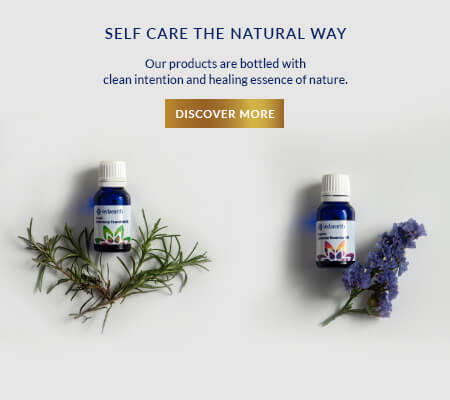 SELF CARE THE NATURAL WAY
Our products are bottled with
clean intention and healing essence of nature.
DISCOVER MORE